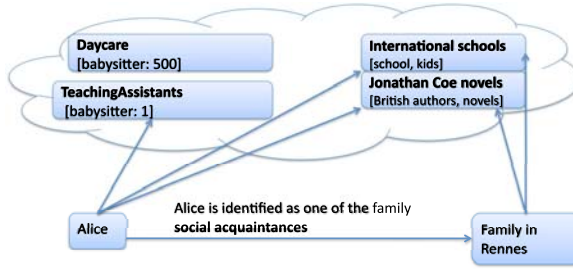 Daycare
[babysitter: 500]
TeachingAssistants
[babysitter: 1]
International schools
[school, kids]
Jonathan Coe novels
[British authors, novels]
Alice is identified as one of the family
social acquaintances
Alice
Family in
Rennes